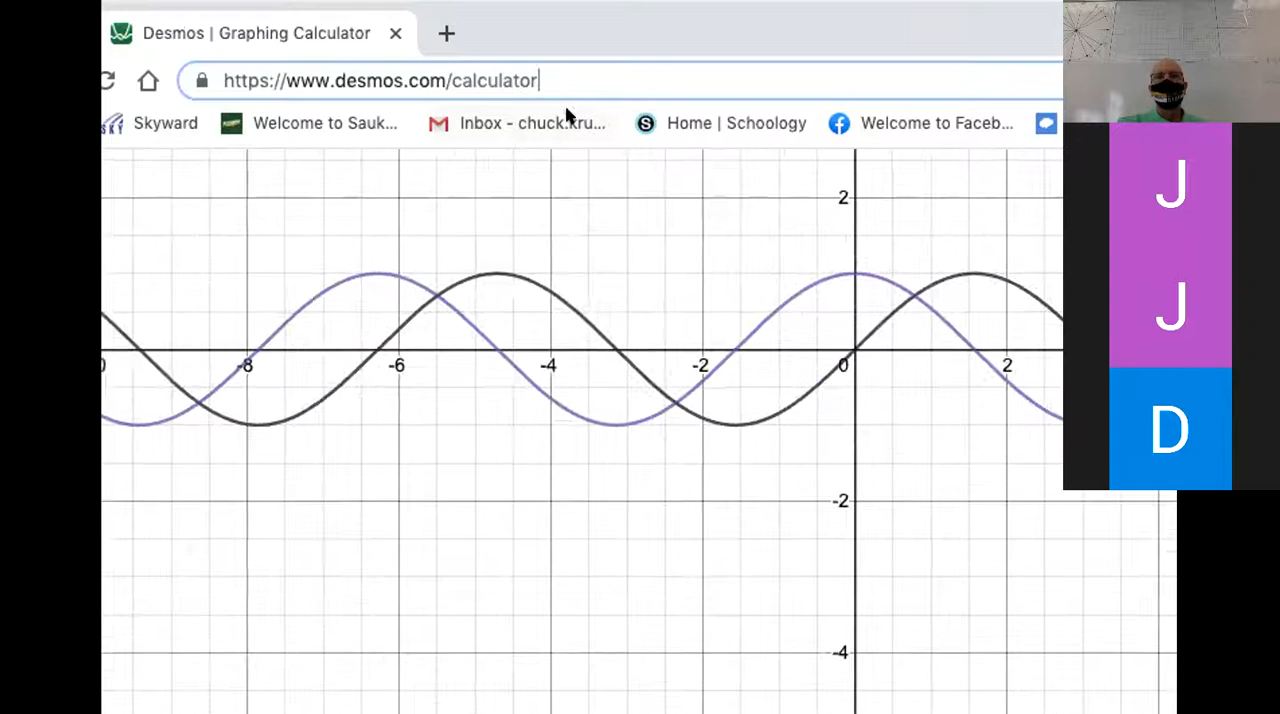 Desmos | Graphing Calculator
https://www.desmos.com/calculator
SKY Skyward Welcome to Sauk... Inbox - chuck.kru... Home | Schoology Welcome to Faceb...
2
-8 -6 -4 -2 0 2
-2
-4
J
J
D